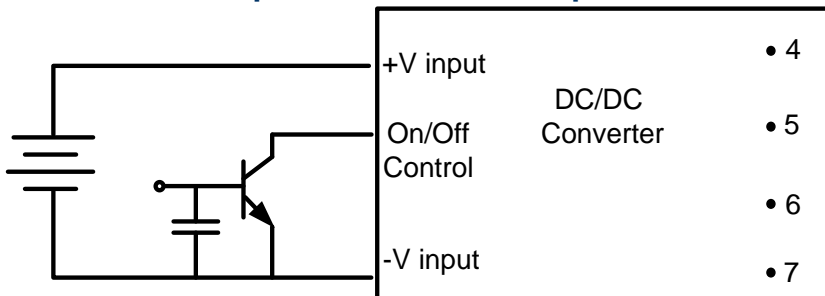 +V input
On/Off
Control
-V input
DC/DC
Converter
4
5
6
7